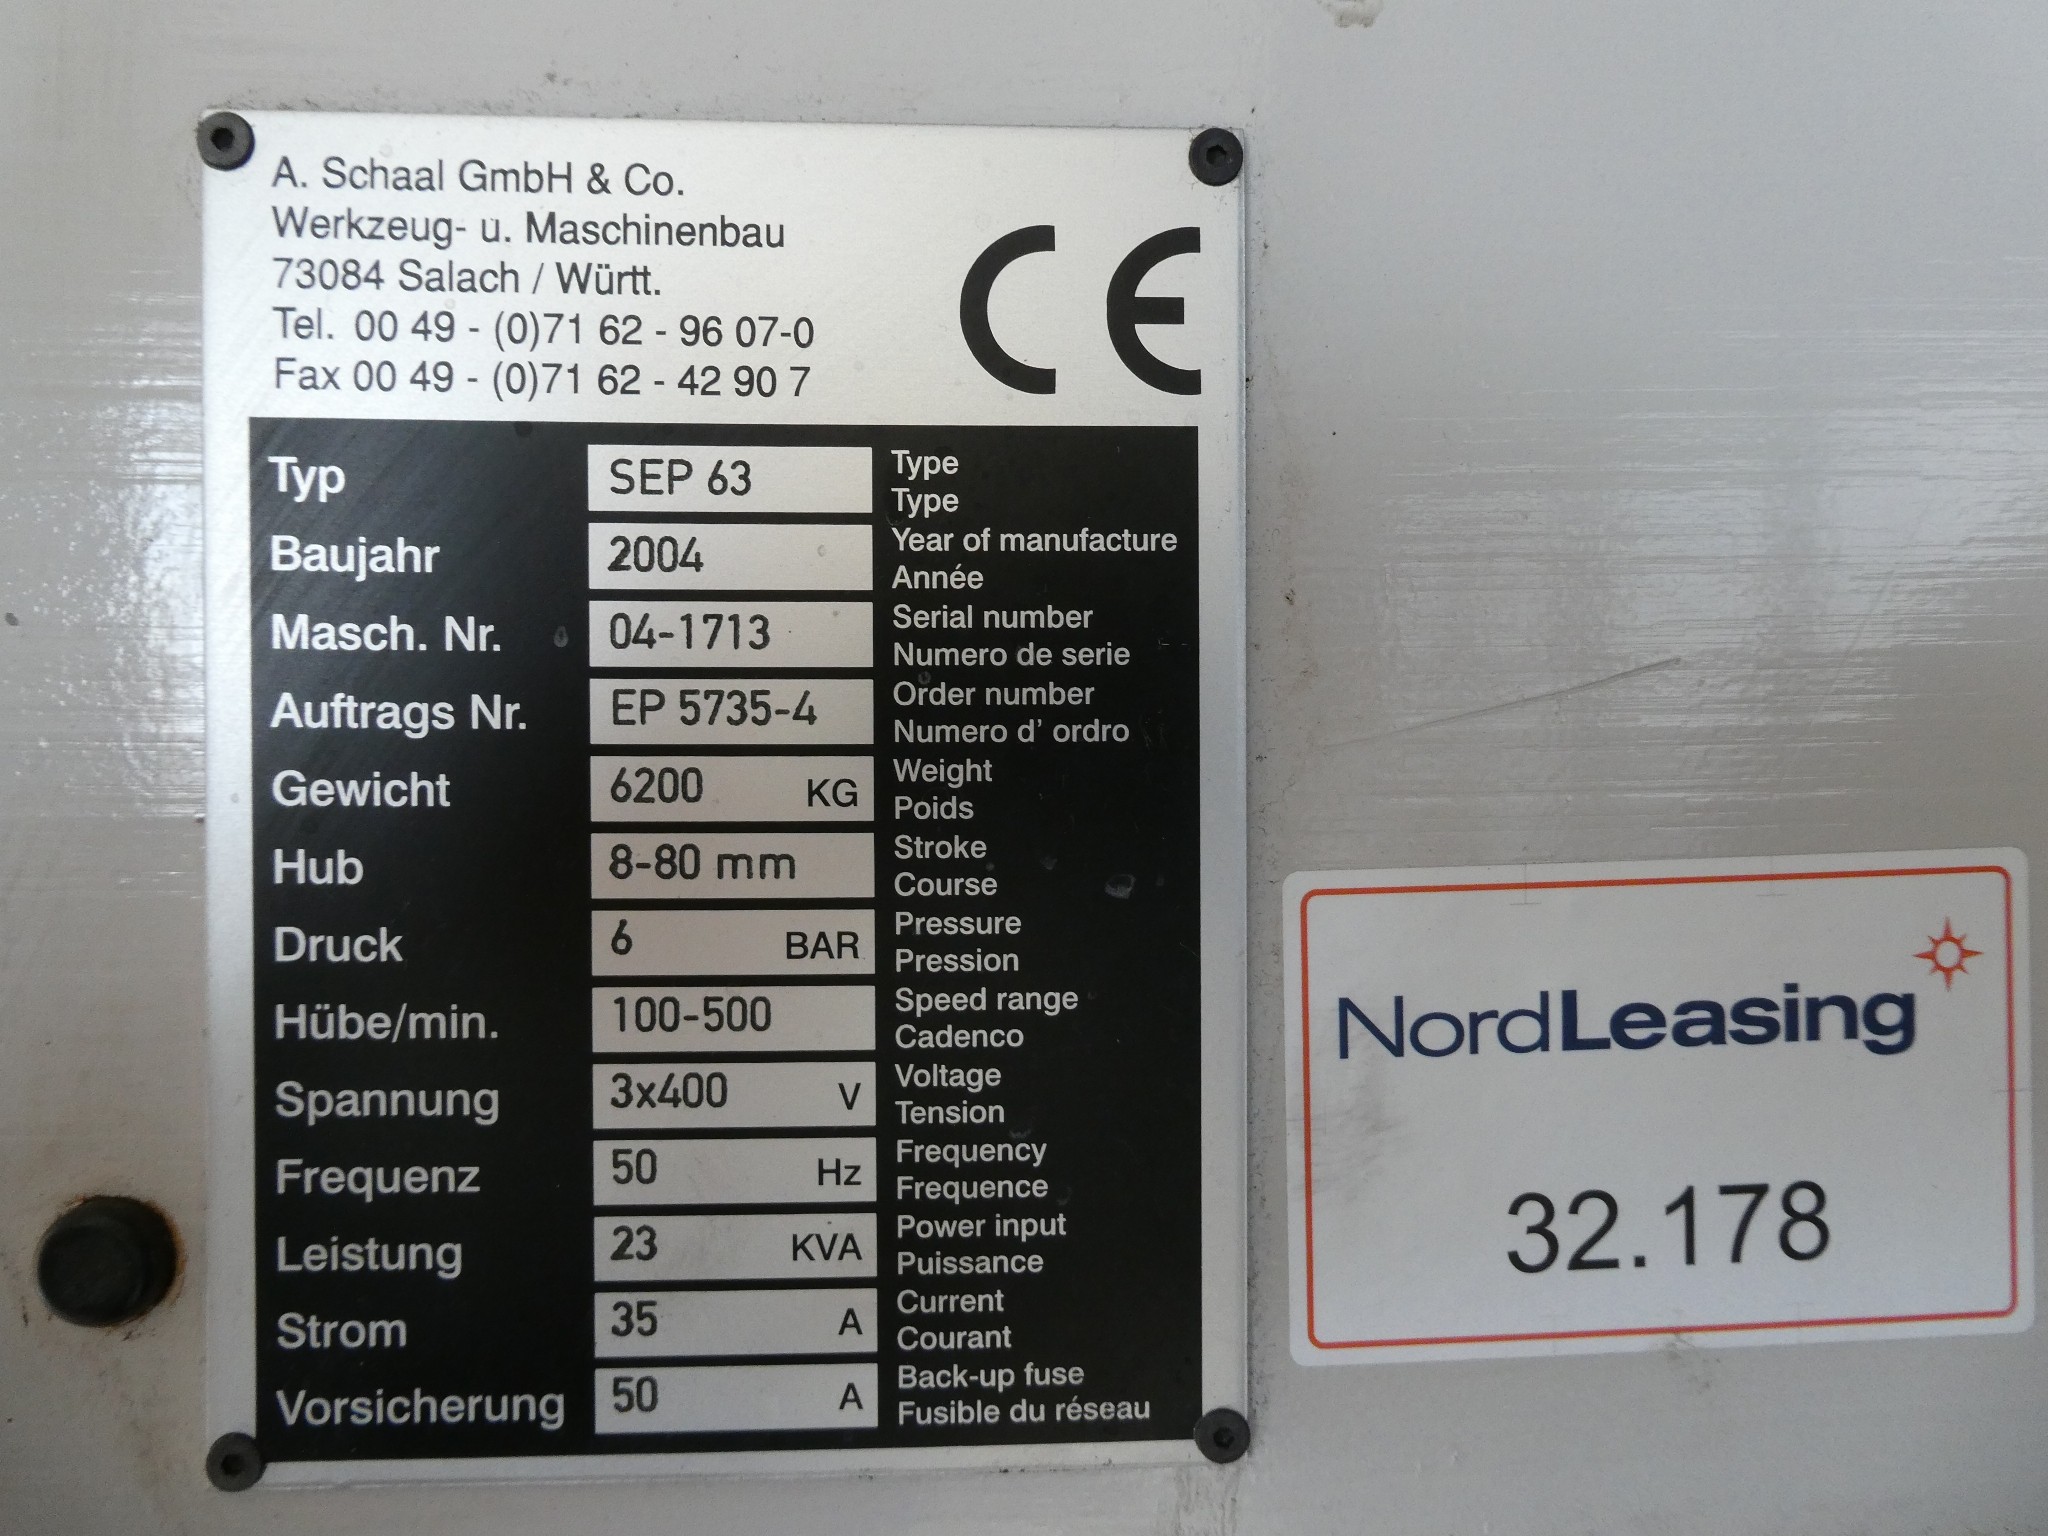 A. Schaal GmbH & Co.
Werkzeug- u. Maschinenbau
73084 Salach / Württ.
Tel. 00 49 - (0)71 62 - 96 07-0
Fax 00 49 - (0)71 62 - 42 90 7
CE
Typ SEP 63 Type
Type
Baujahr 2004 Year of manufacture
Année
Masch. Nr. 04-1713 Serial number
Numero de serie
Auftrags Nr. EP 5735-4 Order number
Numero d' ordro
Gewicht 6200 KG Weight
Poids
Hub 8-80 mm Stroke
Course
Druck 6 BAR Pressure
Pression
Hübe/min. 100-500 Speed range
Cadenco
Spannung 3x400 V Voltage
Tension
Frequenz 50 Hz Frequency
Frequence
Leistung 23 KVA Power input
Puissance
Strom 35 A Current
Courant
Vorsicherung 50 A Back-up fuse
Fusible du réseau
NordLeasing
32.178